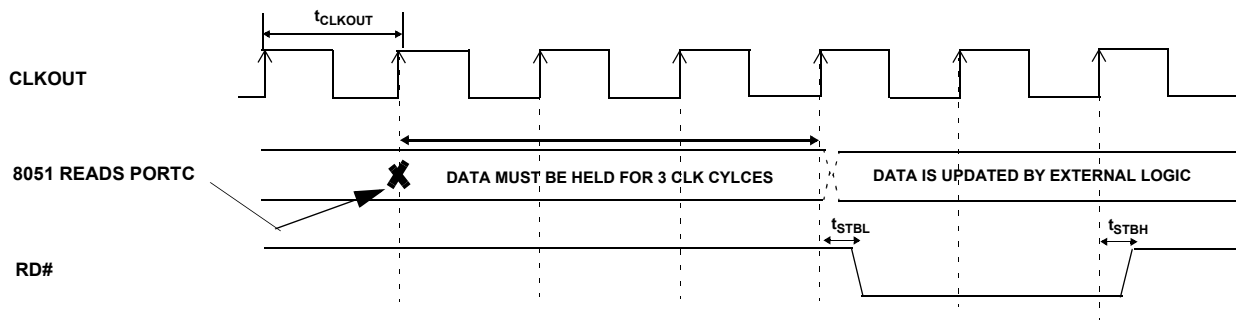 tCLKOUT
CLKOUT
8051 READS PORTC
DATA MUST BE HELD FOR 3 CLK CYLCES
DATA IS UPDATED BY EXTERNAL LOGIC
tSTBL
tSTBH
RD#